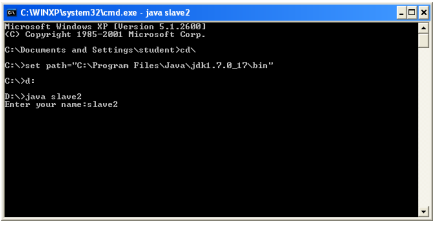 C:\WINXP\system32\cmd.exe - java slave2
Microsoft Windows XP [Version 5.1.2600]
(C) Copyright 1985-2001 Microsoft Corp.
C:\Documents and Settings\student>cd\
C:\>set path="C:\Program Files\Java\jdk1.7.0_17\bin"
C:\>d:
D:\>java slave2
Enter your name:slave2